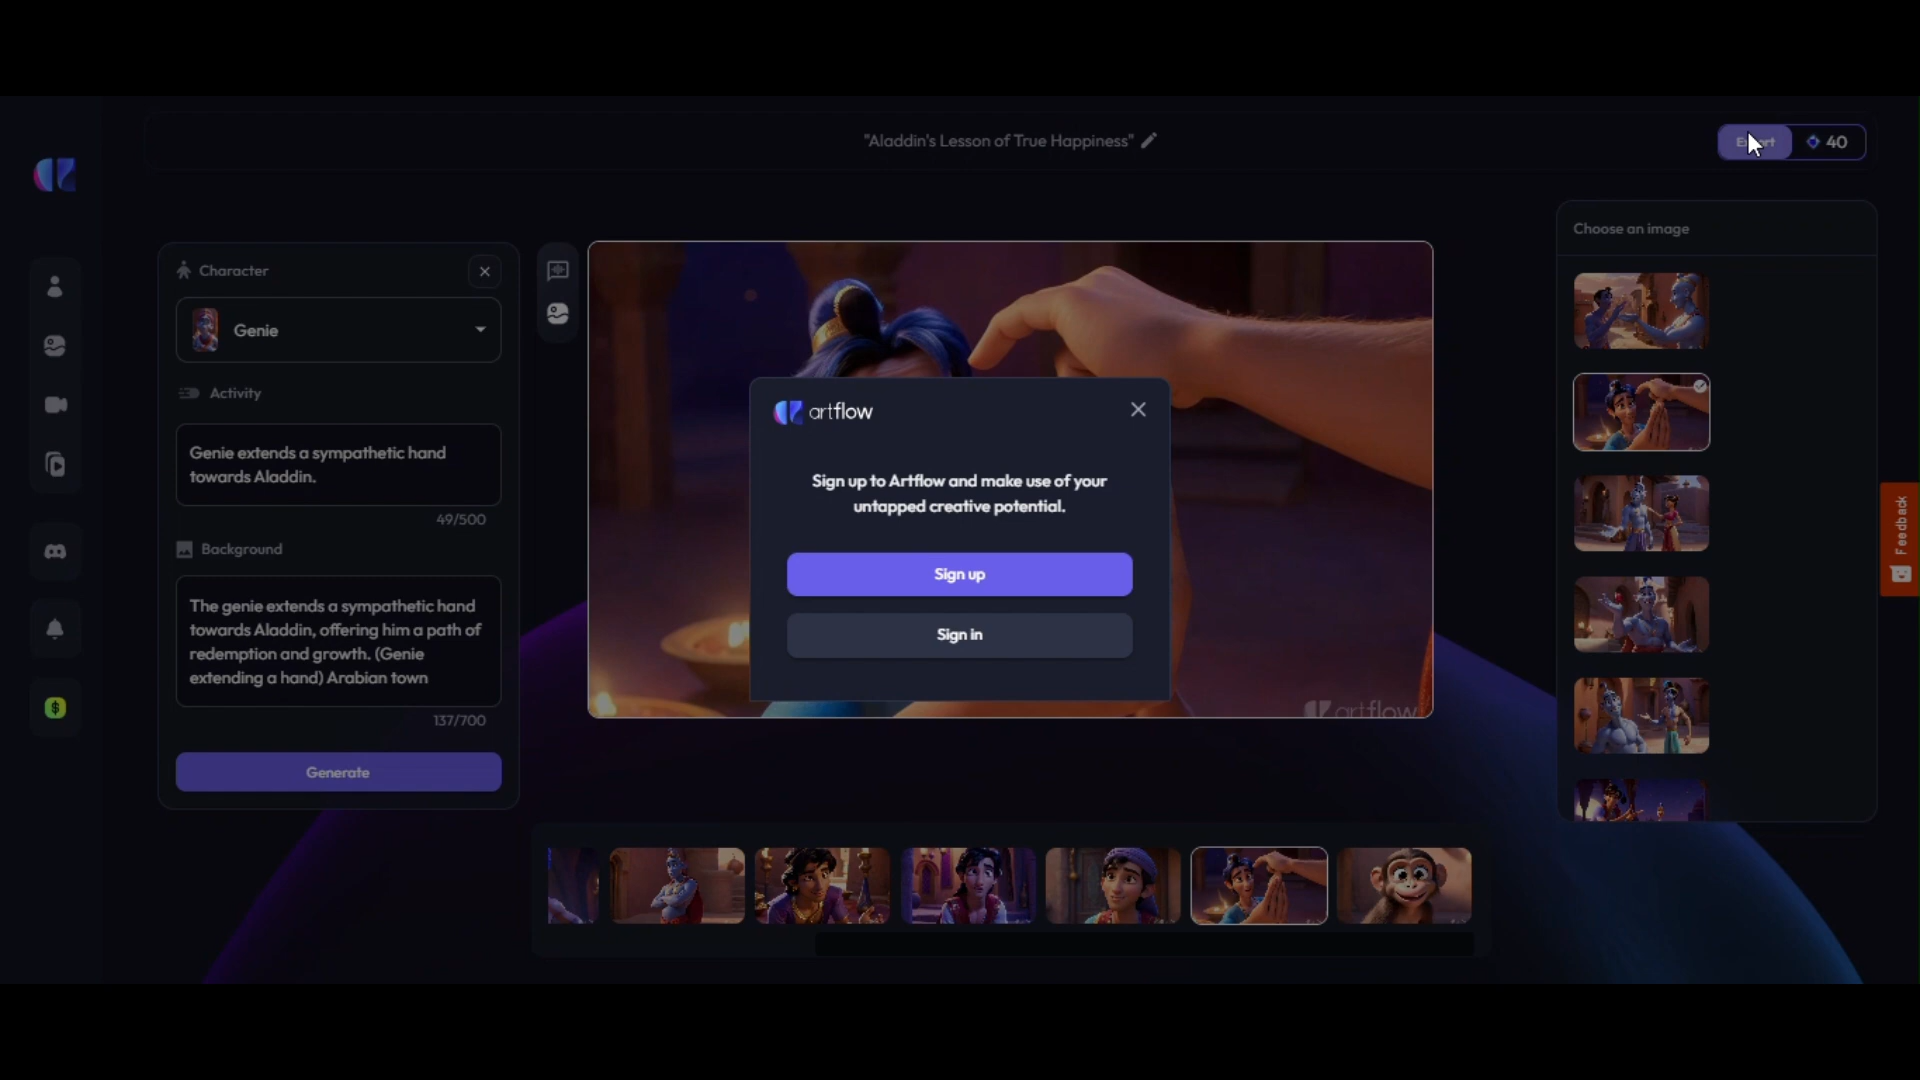 "Aladdin's Lesson of True Happiness"
40
Character
Genie
Activity
Genie extends a sympathetic hand
towards Aladdin.
49/500
Background
The genie extends a sympathetic hand
towards Aladdin, offering him a path of
redemption and growth. (Genie
extending a hand) Arabian town
137/700
Generate
artflow
Sign up to Artflow and make use of your
untapped creative potential.
Sign up
Sign in
artflow
Choose an image
Feedback